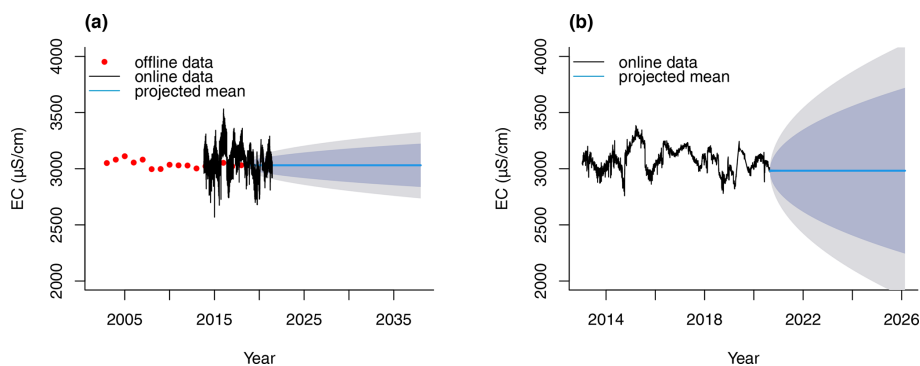 (a)
4000
3500
3000
2500
2000
EC (µS/cm)
offline data
online data
projected mean
2005
2015
2025
2035
Year
(b)
4000
3500
3000
2500
2000
EC (µS/cm)
online data
projected mean
2014
2018
2022
2026
Year